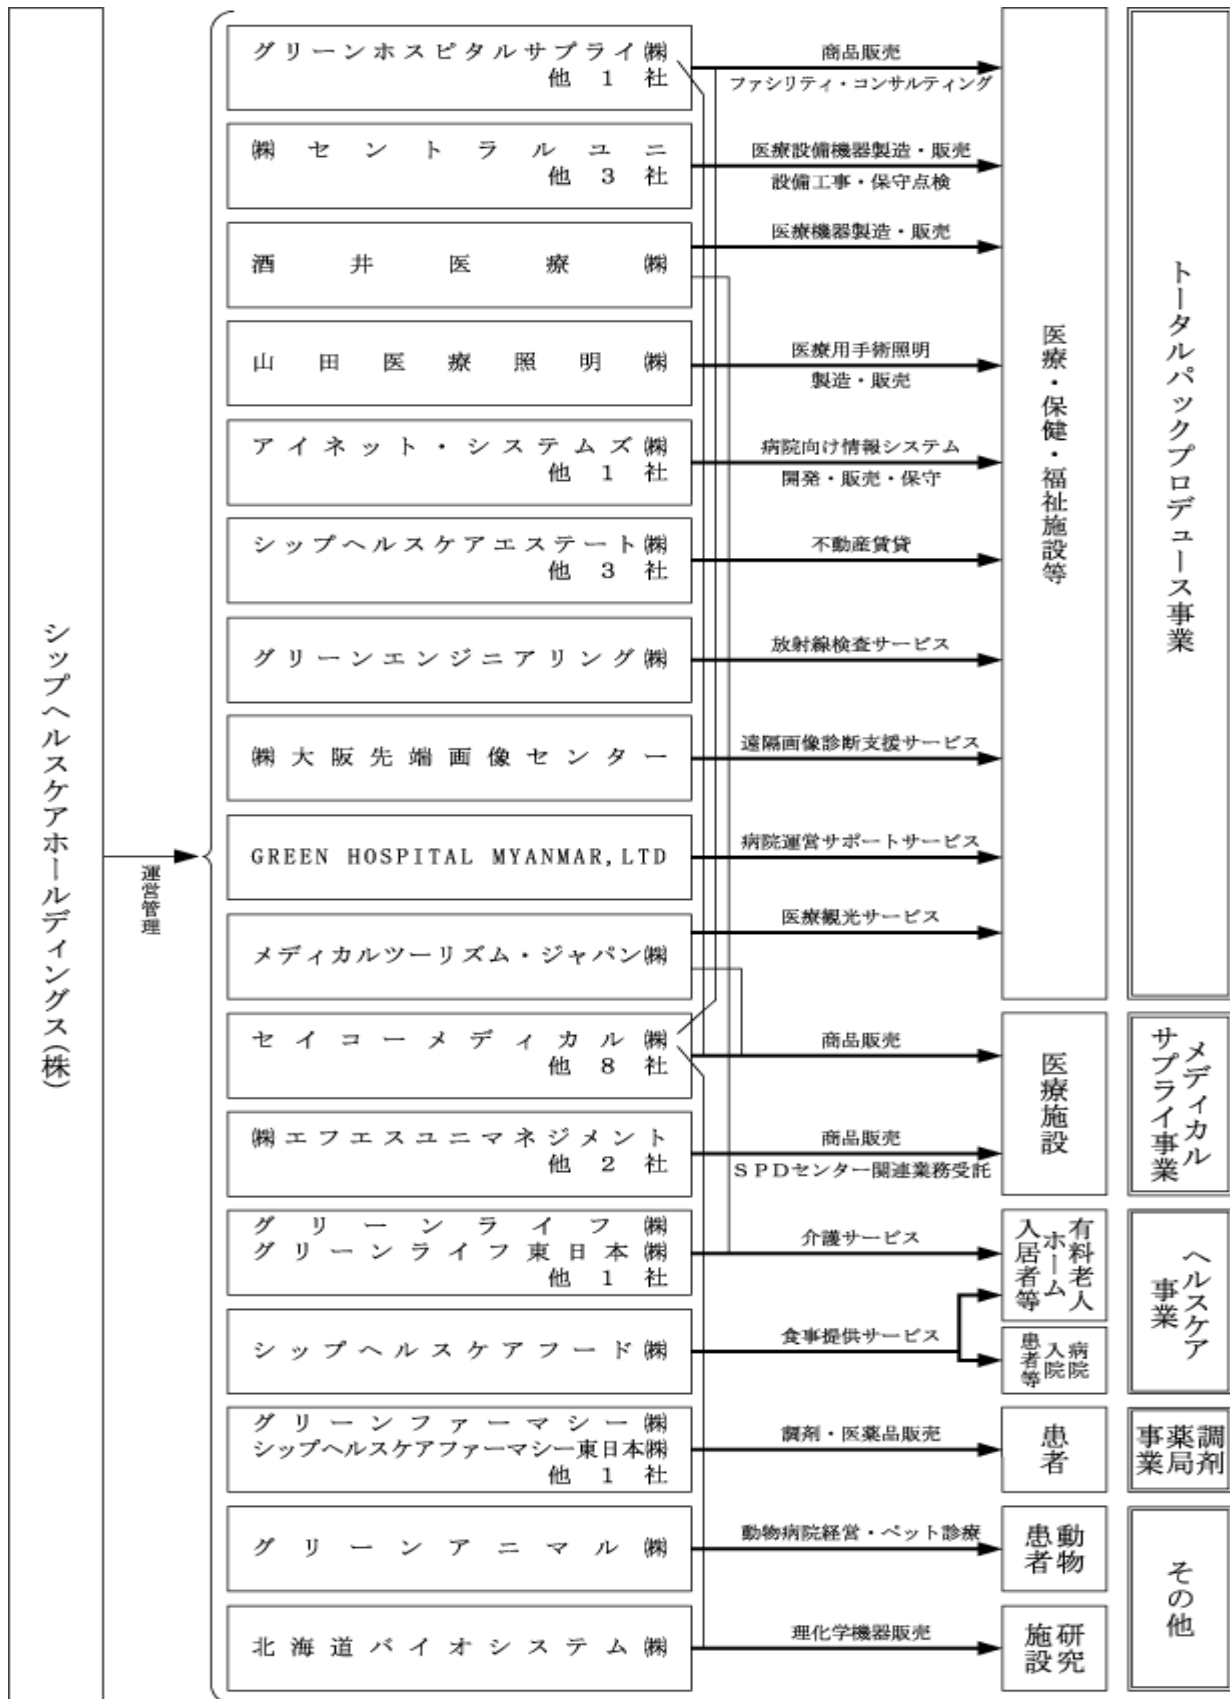 シップヘルスケアホールディングス(株)
運営管理
グリーンホスピタルサプライ㈱
他1社
商品販売
ファシリティ・コンサルティング
㈱セントラルユニ
他3社
医療設備機器製造・販売
設備工事・保守点検
酒井医療㈱
医療機器製造・販売
山田医療照明㈱
医療用手術照明
製造・販売
アイネット・システムズ㈱
他1社
病院向け情報システム
開発・販売・保守
シップヘルスケアエステート㈱
他3社
不動産賃貸
グリーンエンジニアリング㈱
放射線検査サービス
㈱大阪先端画像センター
遠隔画像診断支援サービス
GREEN HOSPITAL MYANMAR,LTD
病院運営サポートサービス
メディカルツーリズム・ジャパン㈱
医療観光サービス
医療・保健・福祉施設等
トータルパックプロデュース事業
セイコーメディカル㈱
他8社
商品販売
㈱エフエスユニマネジメント
他2社
商品販売
SPDセンター関連業務受託
医療施設
メディカル
サプライ事業
グリーンライフ㈱
グリーンライフ東日本㈱
他1社
介護サービス
有料老人
ホーム
入居者等
シップヘルスケアフード㈱
食事提供サービス
病院
入院
患者等
ヘルスケア
事業
グリーンファーマシー㈱
シップヘルスケアファーマシー東日本㈱
他1社
調剤・医薬品販売
患者
調剤
薬局
事業
グリーンアニマル㈱
動物病院経営・ペット診療
動物
患者
北海道バイオシステム㈱
理化学機器販売
研究
施設
その他